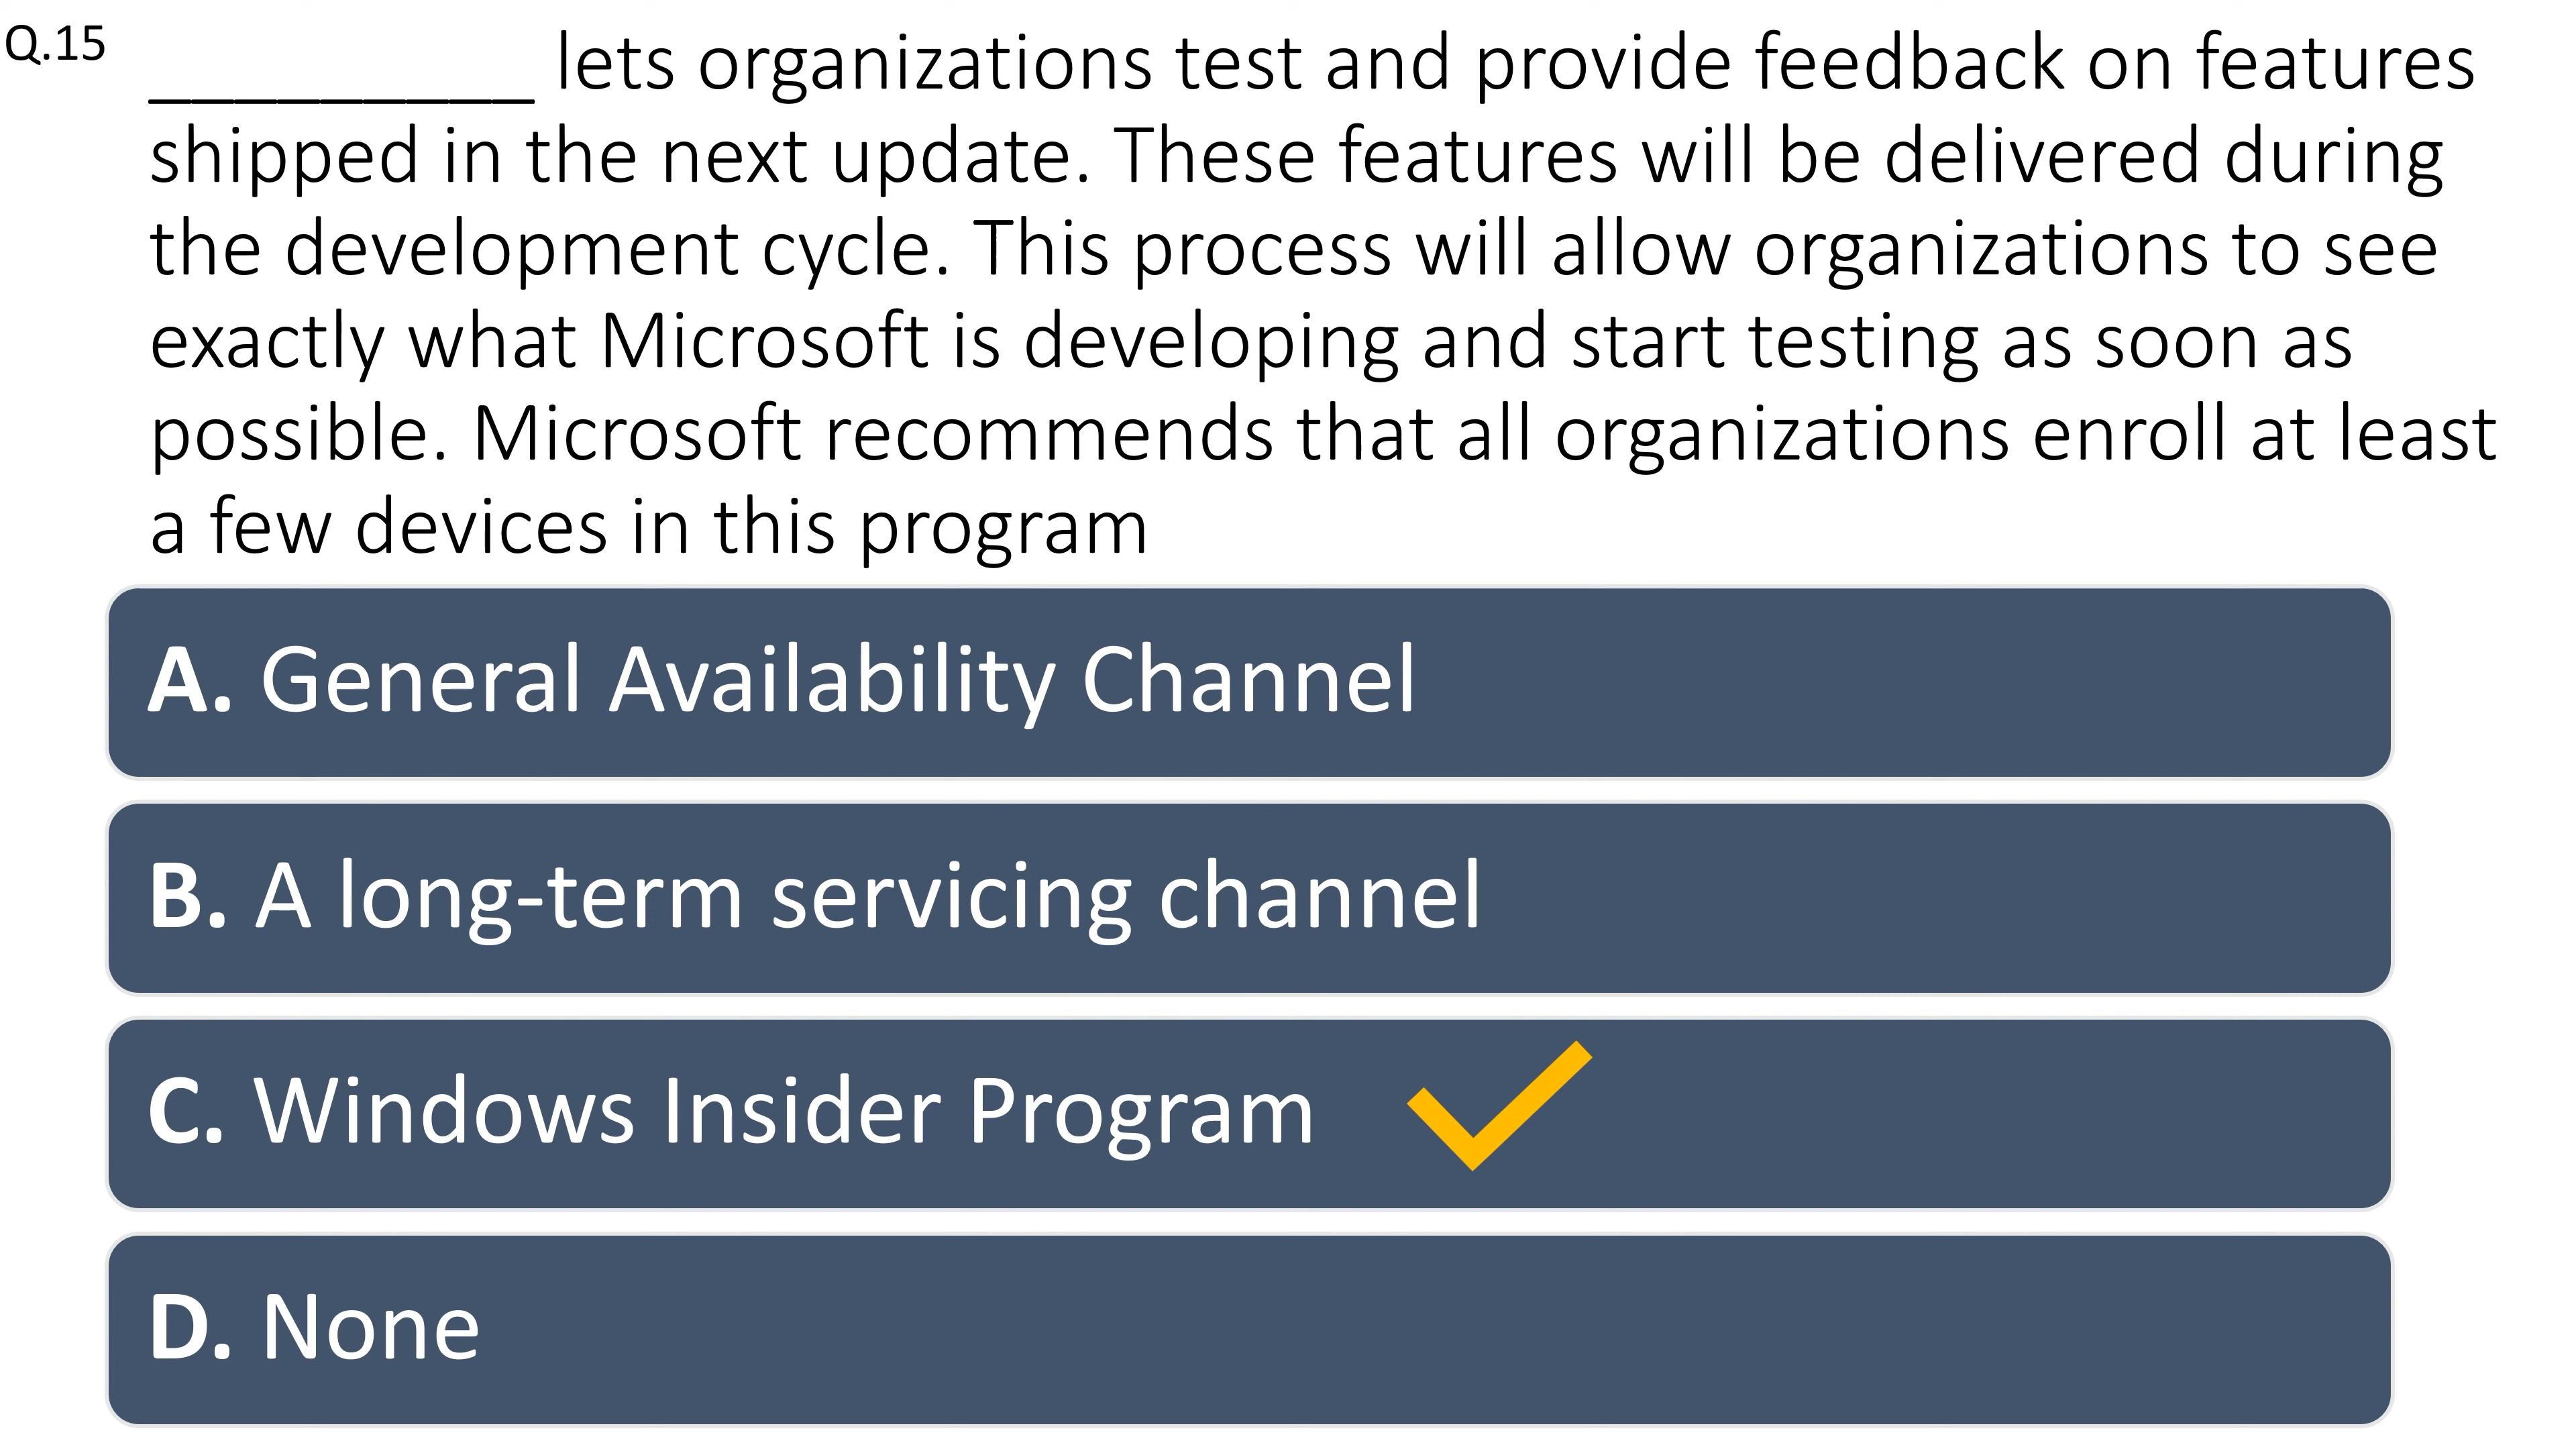 Q.15
_________ lets organizations test and provide feedback on features
shipped in the next update. These features will be delivered during
the development cycle. This process will allow organizations to see
exactly what Microsoft is developing and start testing as soon as
possible. Microsoft recommends that all organizations enroll at least
a few devices in this program
A. General Availability Channel
B. A long-term servicing channel
C. Windows Insider Program
D. None